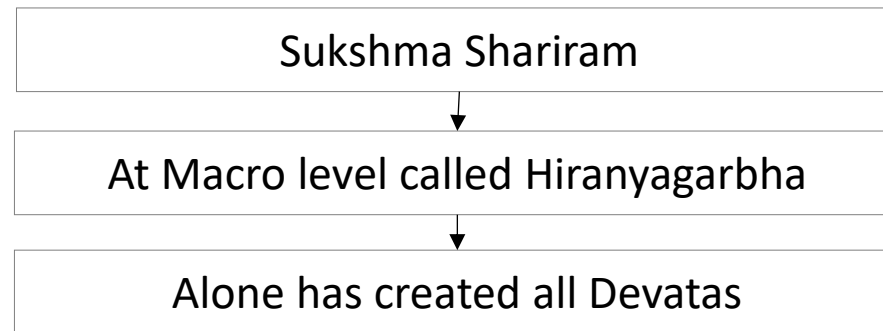 Sukshma Shariram
At Macro level called Hiranyagarbha
Alone has created all Devatas